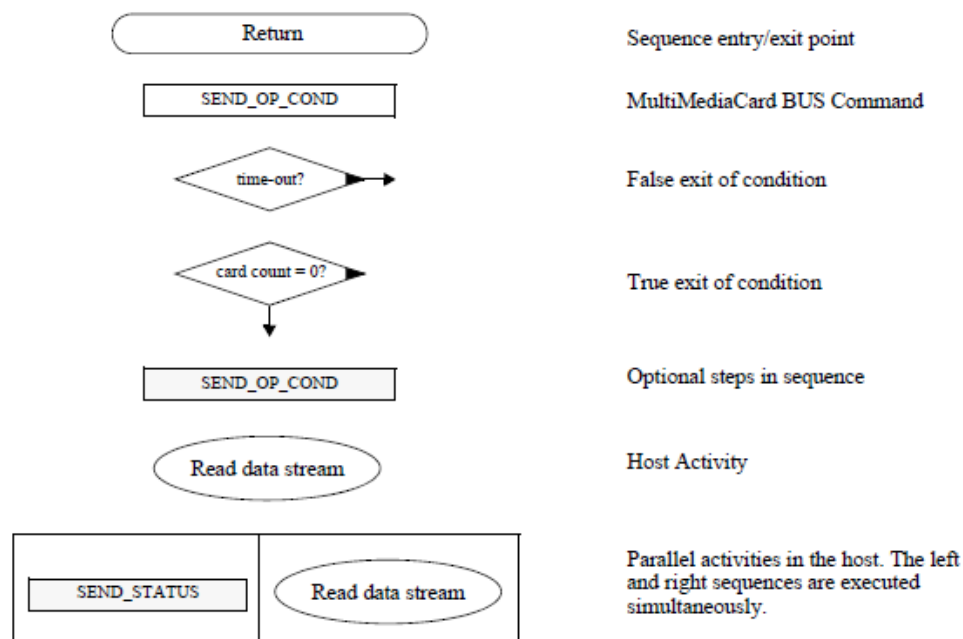 Return
Sequence entry/exit point
SEND_OP_COND
MultiMediaCard BUS Command
time-out?
False exit of condition
card count = 0?
True exit of condition
SEND_OP_COND
Optional steps in sequence
Read data stream
Host Activity
SEND_STATUS
Read data stream
Parallel activities in the host. The left
and right sequences are executed
simultaneously.